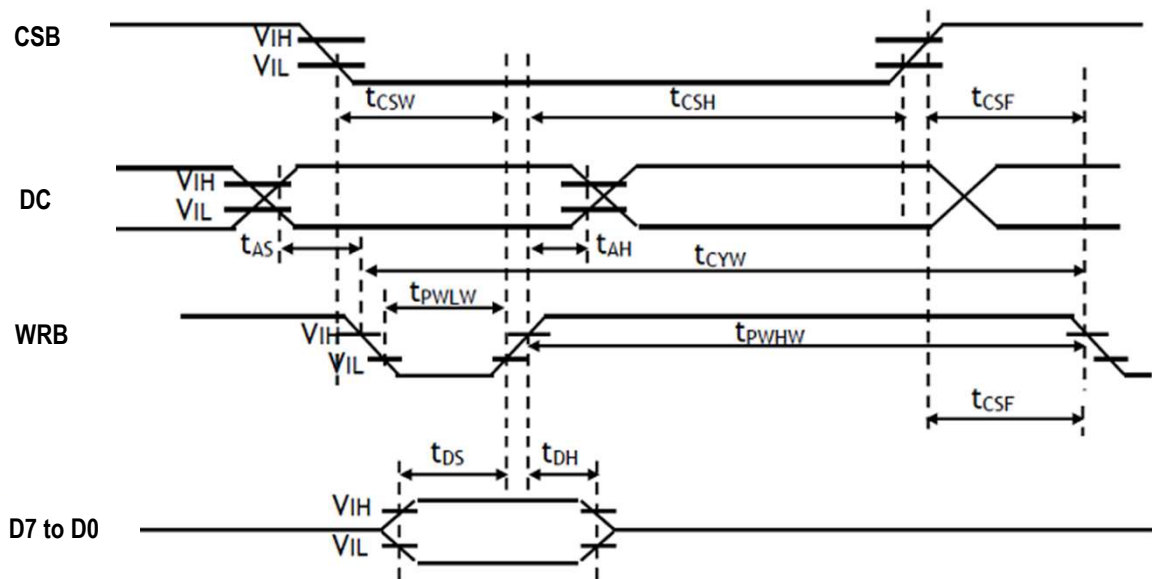 CSB
VIH
VIL
tCSW
tCSH
tCSF
DC
VIH
VIL
tAS
tAH
tCYW
WRB
VIH
VIL
tPWLW
tPWHW
tCSF
tDS
tDH
D7 to D0
VIH
VIL